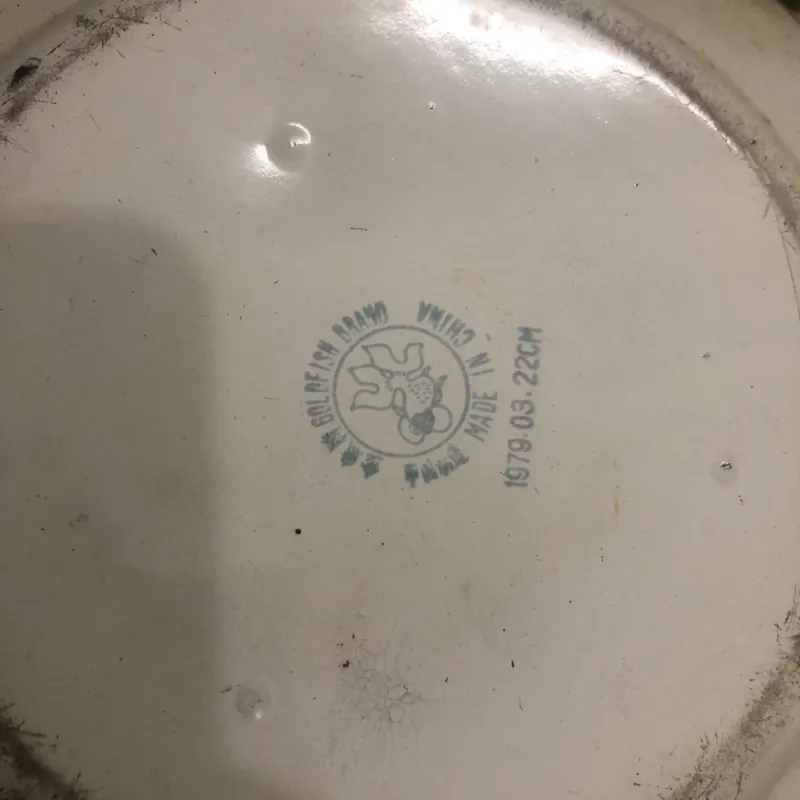 GOLDFISH BRAND
MADE IN CHINA
1979.03.22CM